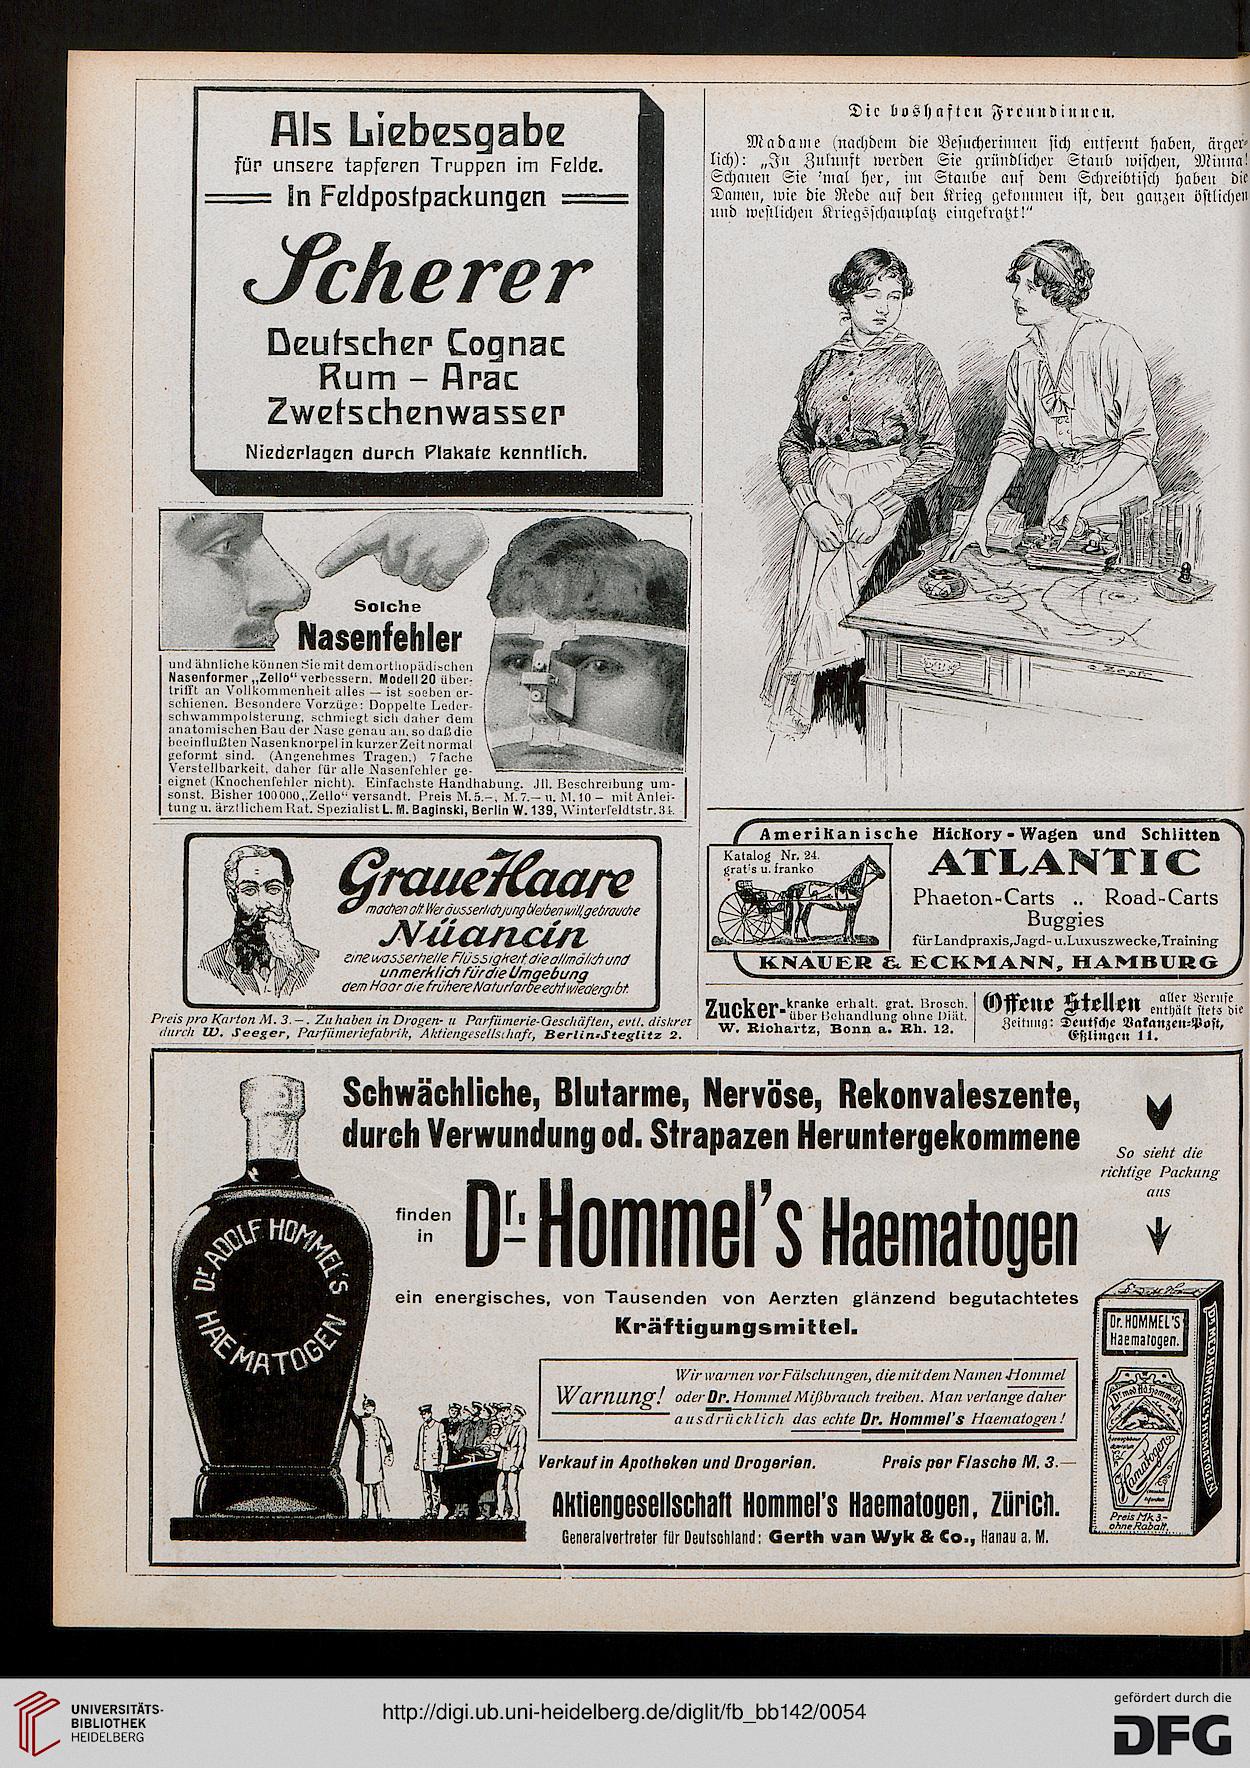 Als Liebesgabe
für unsere tapferen Truppen im Felde.
In Feldpostpackungen
Scherer
Deutscher Cognac
Rum – Arac
Zwetschenwasser
Niederlagen durch Plakate kenntlich.
Die boshaften Freundinnen.
Madame (nachdem die Besucherinnen sich entfernt haben, ärger-
lich): „In Zukunft werden Sie gründlicher Staub wischen, Minna!
Schauen Sie 'mal her, im Staube auf dem Schreibtisch haben die
Damen, wie die Rede auf den Krieg gekommen ist, den ganzen östlichen
und westlichen Kriegsschauplatz eingekratzt!“
Solche
Nasenfehler
und ähnliche können Sie mit dem orthopädischen
Nasenformer „Zello“ verbessern. Modell 20 über-
trifft an Vollkommenheit alles — ist soeben er-
schienen. Besondere Vorzüge: Doppelte Leder-
schwammpolsterung, schmiegt sich daher dem
anatomischen Bau der Nase genau an, so daß die
beeinflußten Nasenknorpel in kurzer Zeit normal
geformt sind. (Angenehmes Tragen.) 7fache
Verstellbarkeit, daher für alle Nasenfehler ge-
eignet (Knochenfehler nicht). Einfachste Handhabung. Jll. Beschreibung um-
sonst. Bisher 100000 „Zello“ versandt. Preis M. 5.–, M. 7.— u. M. 10 – mit Anlei-
tung u. ärztlichem Rat. Spezialist L. M. Baginski, Berlin W. 139, Winterfeldtstr. 34.
Graue Haare
machen alt. Wer äusserlich jung bleiben will, gebrauche
Nüancin
eine wasserhelle Flüssigkeit die allmälich und
unmerklich für die Umgebung
dem Haar die frühere Naturfarbe echt wiedergibt.
Preis pro Karton M. 3.–. Zu haben in Drogen- u Parfümerie-Geschäften, evtl. diskret
durch W. Seeger, Parfümeriefabrik, Aktiengesellschaft, Berlin-Steglitz 2.
Amerikanische Hickory-Wagen und Schlitten
Katalog Nr. 24.
gratis u. franko
ATLANTIC
Phaeton-Carts .. Road-Carts
Buggies
für Landpraxis, Jagd- u. Luxuszwecke, Training
KNAUER & ECKMANN, HAMBURG
Zucker- kranke erhalt. grat. Brosch.
über Behandlung ohne Diät.
W. Richartz, Bonn a. Rh. 12.
Offene Stellen aller Berufe
enthält stets die
Zeitung: Deutsche Vakanzen-Post,
Eßlingen 11.
Schwächliche, Blutarme, Nervöse, Rekonvaleszente,
durch Verwundung od. Strapazen Heruntergekommene
finden
in
Dr. Hommel's Haematogen
ein energisches, von Tausenden von Aerzten glänzend begutachtetes
Kräftigungsmittel.
Warnung!
Wir warnen vor Fälschungen, die mit dem Namen Hommel
oder Dr. Hommel Mißbrauch treiben. Man verlange daher
ausdrücklich das echte Dr. Hommel's Haematogen!
Verkauf in Apotheken und Drogerien. Preis per Flasche M. 3.—
Aktiengesellschaft Hommel's Haematogen, Zürich.
Generalvertreter für Deutschland: Gerth van Wyk & Co., Hanau a. M.
Dr ADOLF HOMMEL'S
HAEMATOGEN
So sieht die
richtige Packung
aus
Dr. HOMMEL'S
Haematogen.
Dr. med. Ad. Hommel's
Haematogen
Preis Mk. 3–
ohne Rabatt.
Dr. MED. HOMMEL'S HAEMATOGEN
UNIVERSITÄTS-
BIBLIOTHEK
HEIDELBERG
http://digi.ub.uni-heidelberg.de/diglit/fb_bb142/0054
gefördert durch die
DFG